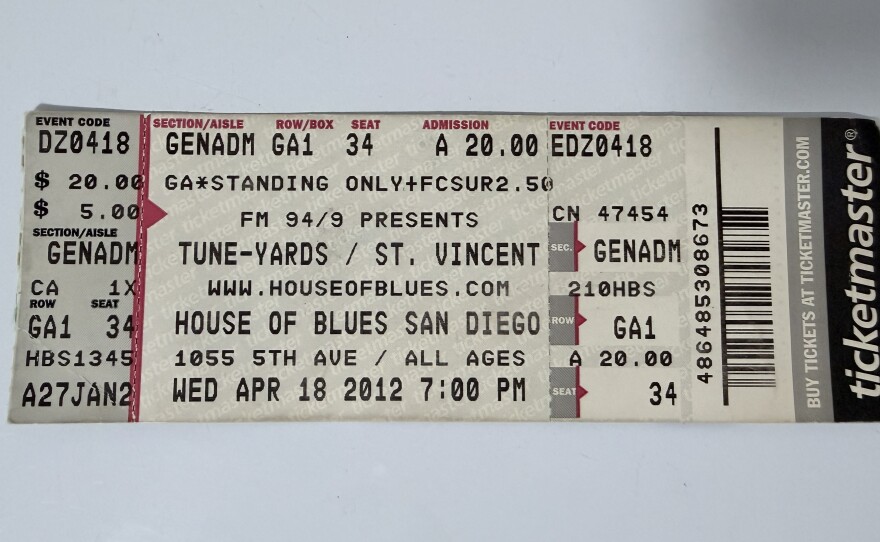 EVENT CODE
DZ0418
$ 20.00
$ 5.00
SECTION/AISLE
GENADM
CA 1X
ROW SEAT
GA1 34
HBS1345
A27JAN2
SECTION/AISLE ROW/BOX SEAT ADMISSION
GENADM GA1 34 A 20.00
GA*STANDING ONLY+FCSUR2.50
FM 94/9 PRESENTS
TUNE-YARDS / ST. VINCENT
WWW.HOUSEOFBLUES.COM
HOUSE OF BLUES SAN DIEGO
1055 5TH AVE / ALL AGES
WED APR 18 2012 7:00 PM
EVENT CODE
EDZ0418
CN 47454
SEC. GENADM
210HBS
ROW GA1
A 20.00
SEAT 34
486485308673
BUY TICKETS AT TICKETMASTER.COM
ticketmaster®